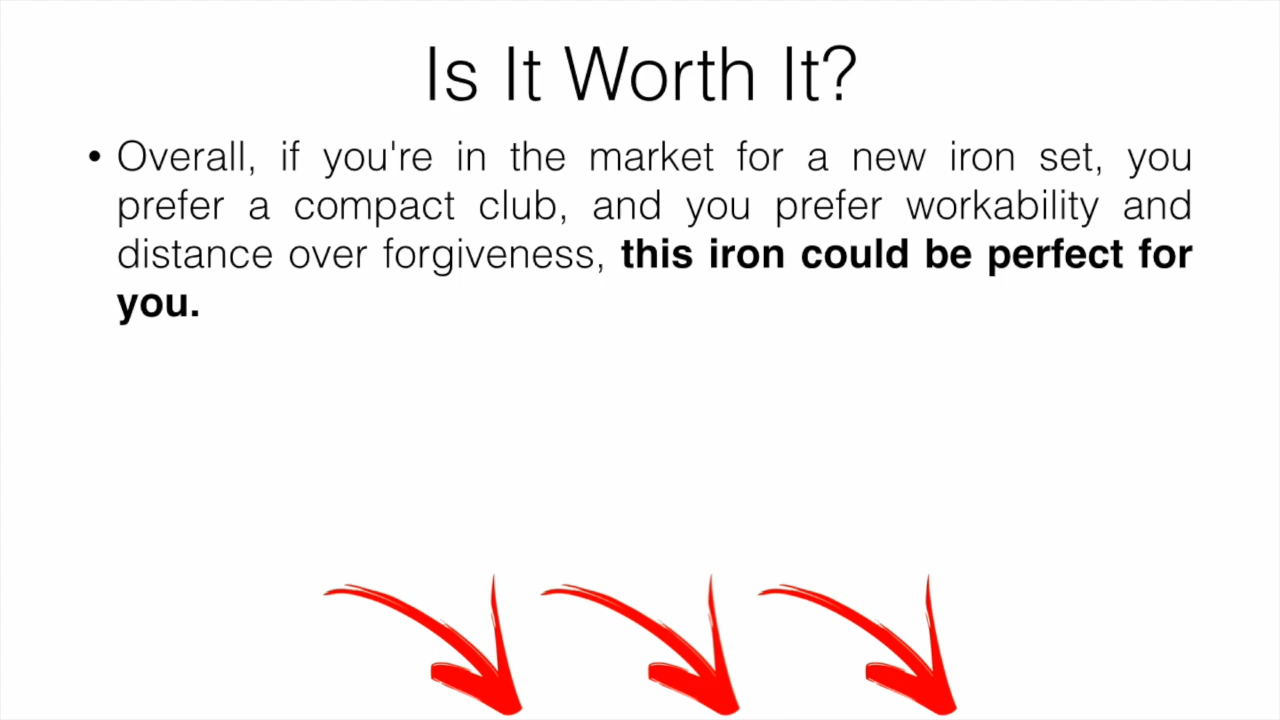 Is It Worth It?
• Overall, if you're in the market for a new iron set, you
prefer a compact club, and you prefer workability and
distance over forgiveness, this iron could be perfect for
you.